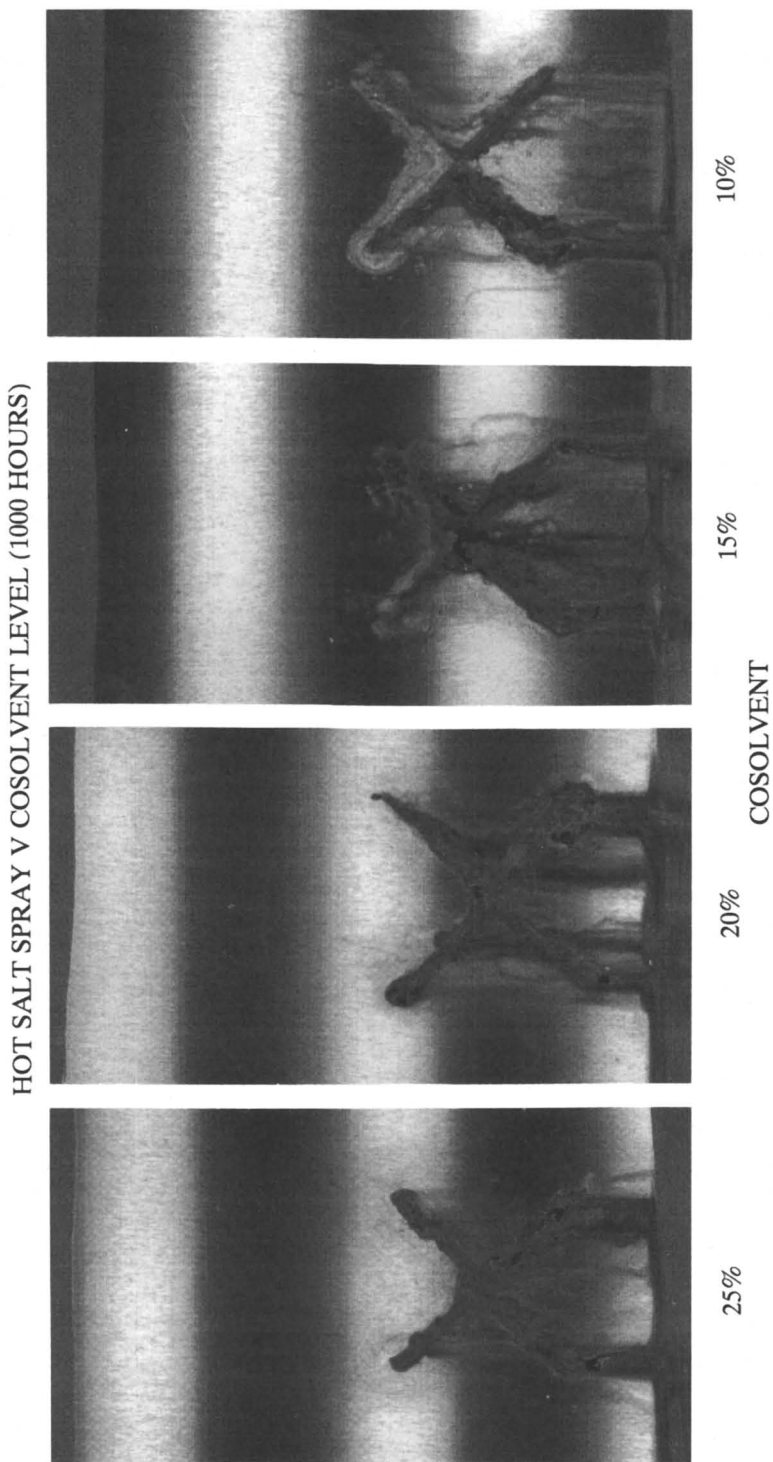 HOT SALT SPRAY V COSOLVENT LEVEL (1000 HOURS)
25%
20%
15%
10%
COSOLVENT